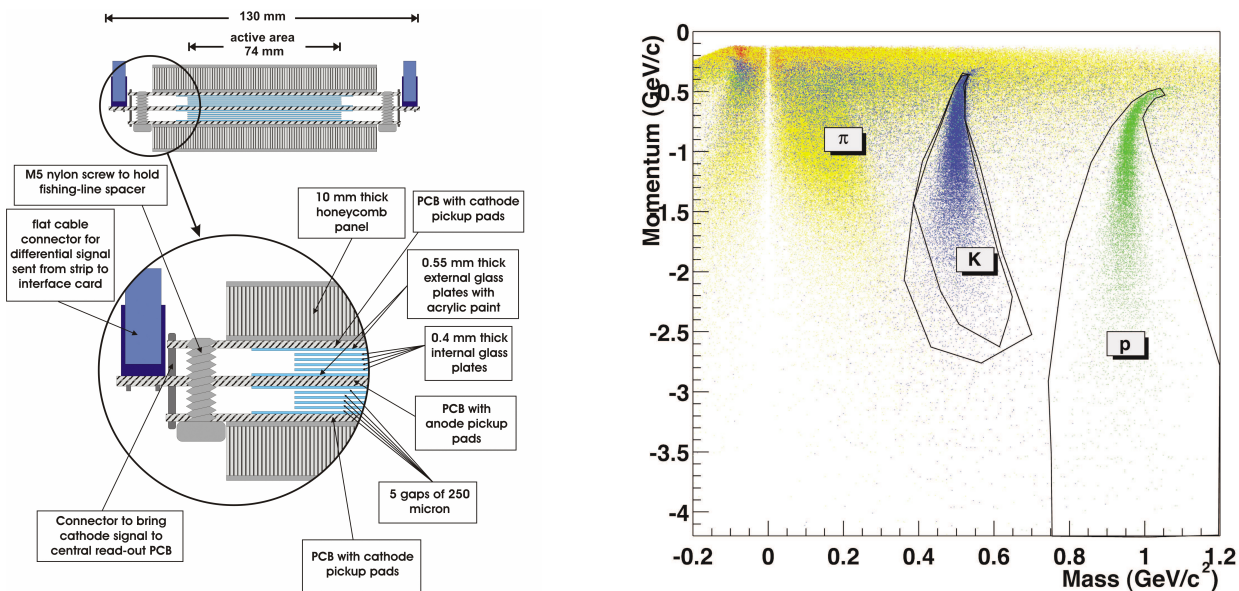 130 mm
active area
74 mm
M5 nylon screw to hold
fishing-line spacer
flat cable
connector for
differential signal
sent from strip to
interface card
10 mm thick
honeycomb
panel
PCB with cathode
pickup pads
0.55 mm thick
external glass
plates with
acrylic paint
0.4 mm thick
internal glass
plates
PCB with
anode pickup
pads
5 gaps of 250
micron
Connector to bring
cathode signal to
central read-out PCB
PCB with cathode
pickup pads
Momentum (GeV/c)
0
-0.5
-1
-1.5
-2
-2.5
-3
-3.5
-4
π
K
p
-0.2 0 0.2 0.4 0.6 0.8 1 1.2
Mass (GeV/c²)